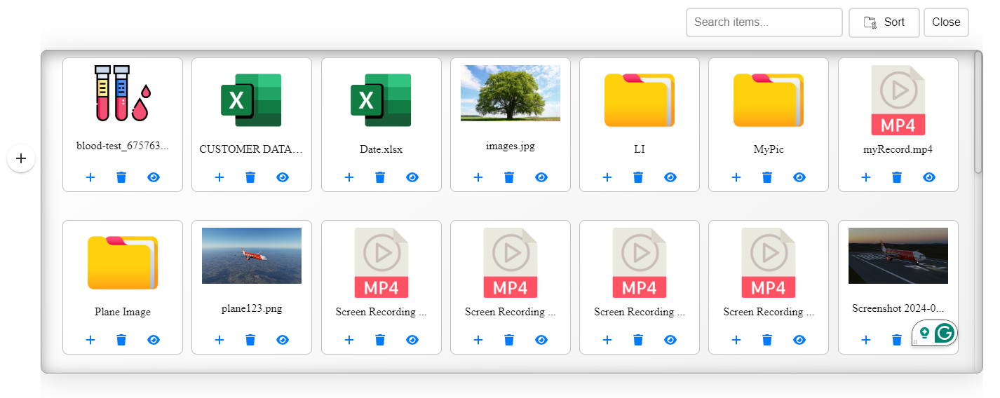 Search items...
Sort
Close
blood-test_675763...
CUSTOMER DATA...
Date.xlsx
images.jpg
LI
MyPic
MP4
myRecord.mp4
Plane Image
plane123.png
MP4
Screen Recording ...
MP4
Screen Recording ...
MP4
Screen Recording ...
MP4
Screen Recording ...
Screenshot 2024-0...